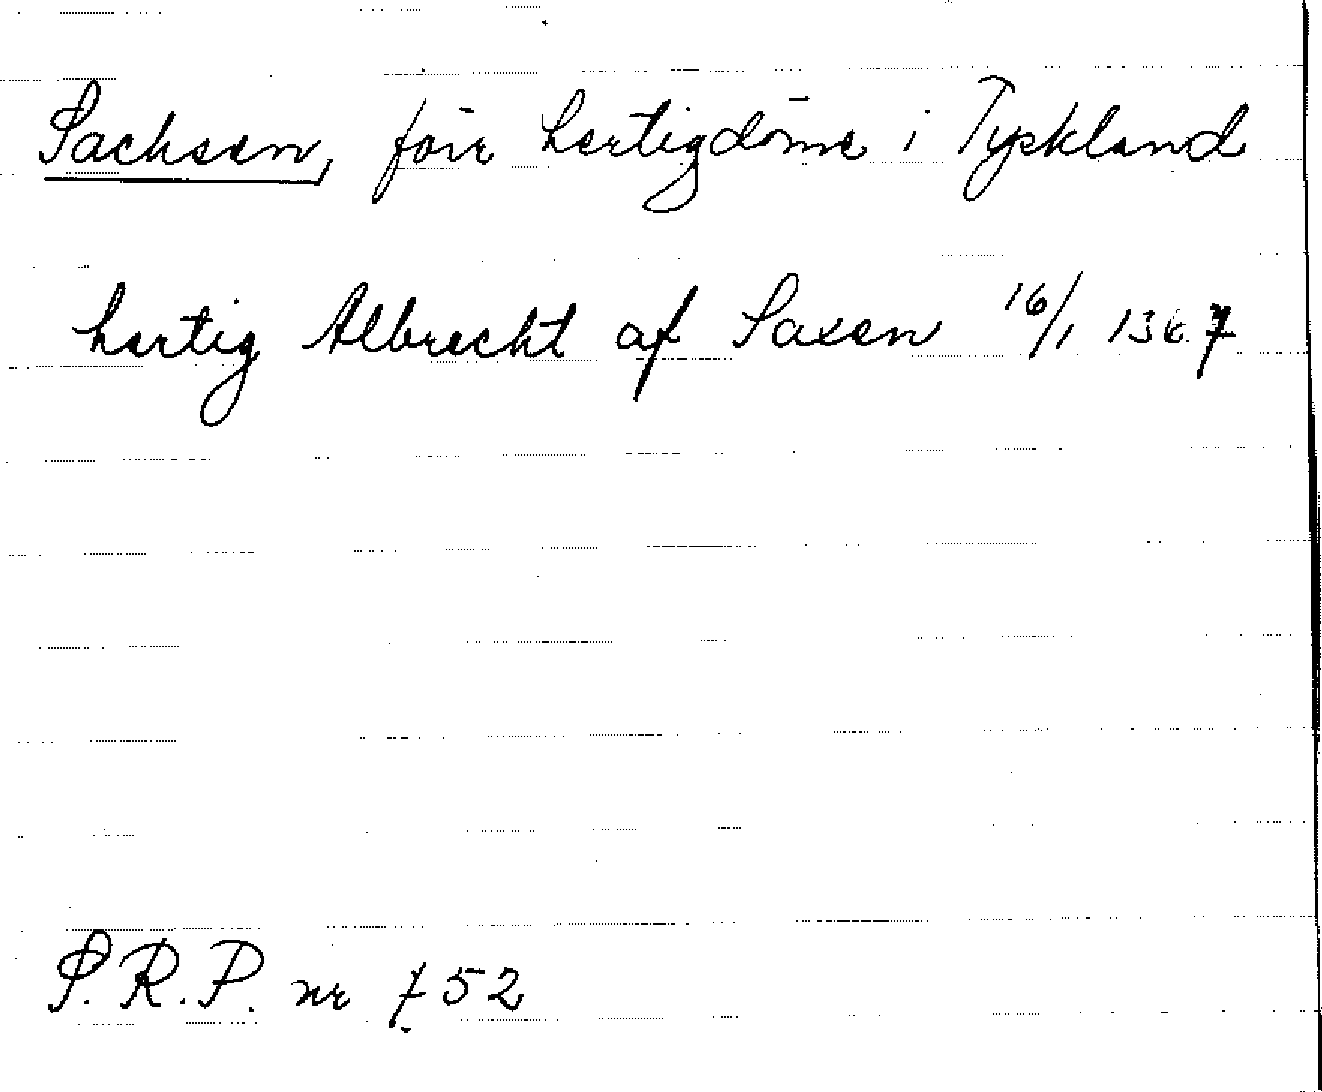 Sachsen, förr hertigdöme i Tyskland
hertig Albrecht af Saxen 16/1 1367
S.R.P. nr 752